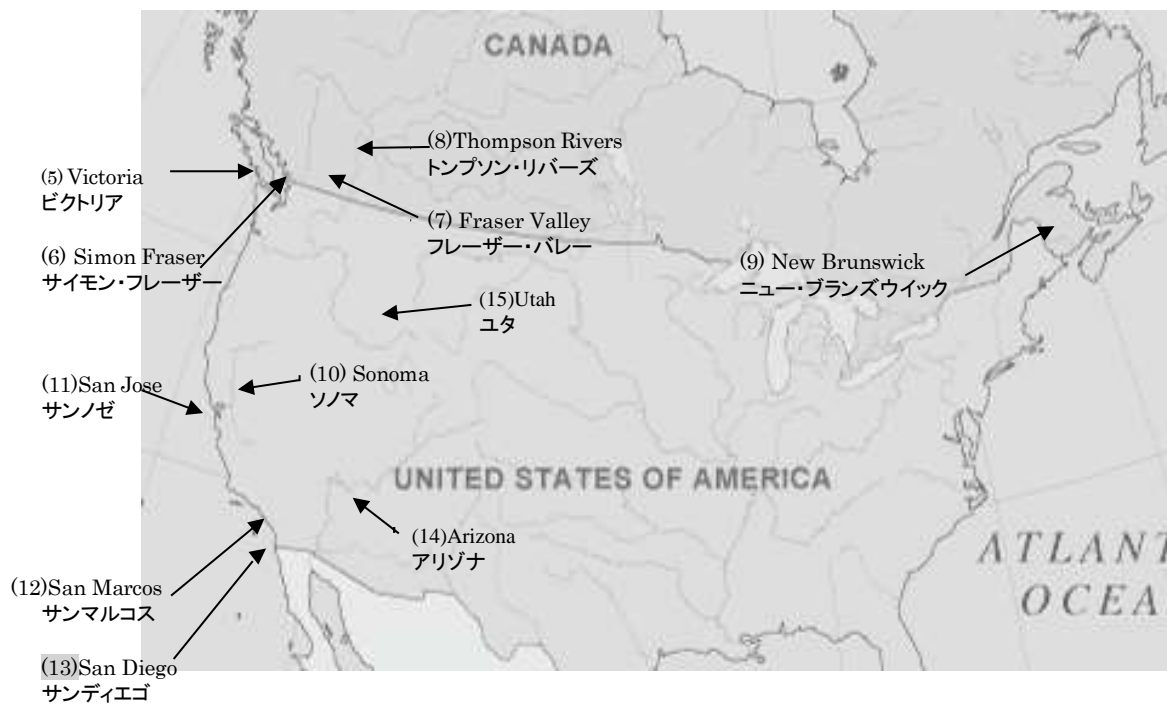 CANADA
(8)Thompson Rivers
トンプソン・リバーズ
(5) Victoria
ビクトリア
(7) Fraser Valley
フレーザー・バレー
(6) Simon Fraser
サイモン・フレーザー
(9) New Brunswick
ニュー・ブランズウイック
(15)Utah
ユタ
(10) Sonoma
ソノマ
(11)San Jose
サンノゼ
UNITED STATES OF AMERICA
(14)Arizona
アリゾナ
ATLANT
OCEA
(12)San Marcos
サンマルコス
(13)San Diego
サンディエゴ